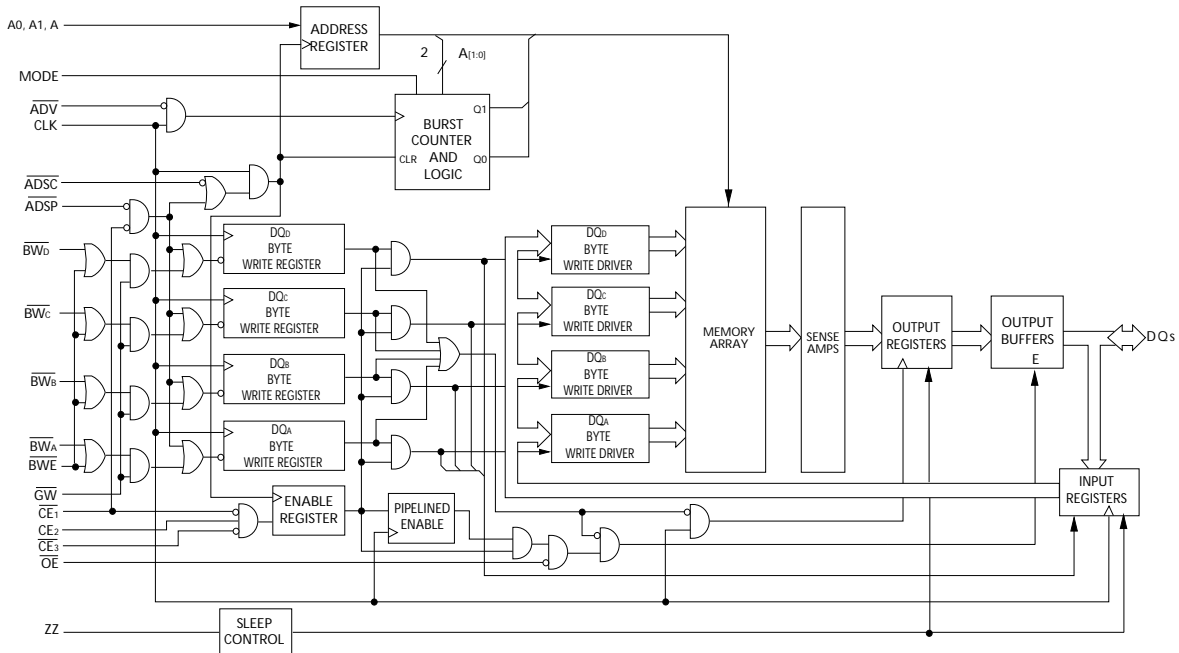 A0, A1, A
ADDRESS
REGISTER
2
A[1:0]
MODE
ADV
CLK
BURST
COUNTER
AND
LOGIC
CLR
Q1
Q0
ADSC
ADSP
BWD
DQD
BYTE
WRITE REGISTER
DQD
BYTE
WRITE DRIVER
BWC
DQC
BYTE
WRITE REGISTER
DQC
BYTE
WRITE DRIVER
BWB
DQB
BYTE
WRITE REGISTER
DQB
BYTE
WRITE DRIVER
BWA
BWE
DQA
BYTE
WRITE REGISTER
DQA
BYTE
WRITE DRIVER
MEMORY
ARRAY
SENSE
AMPS
OUTPUT
REGISTERS
OUTPUT
BUFFERS
E
DQs
INPUT
REGISTERS
GW
CE1
CE2
CE3
OE
ENABLE
REGISTER
PIPELINED
ENABLE
ZZ
SLEEP
CONTROL